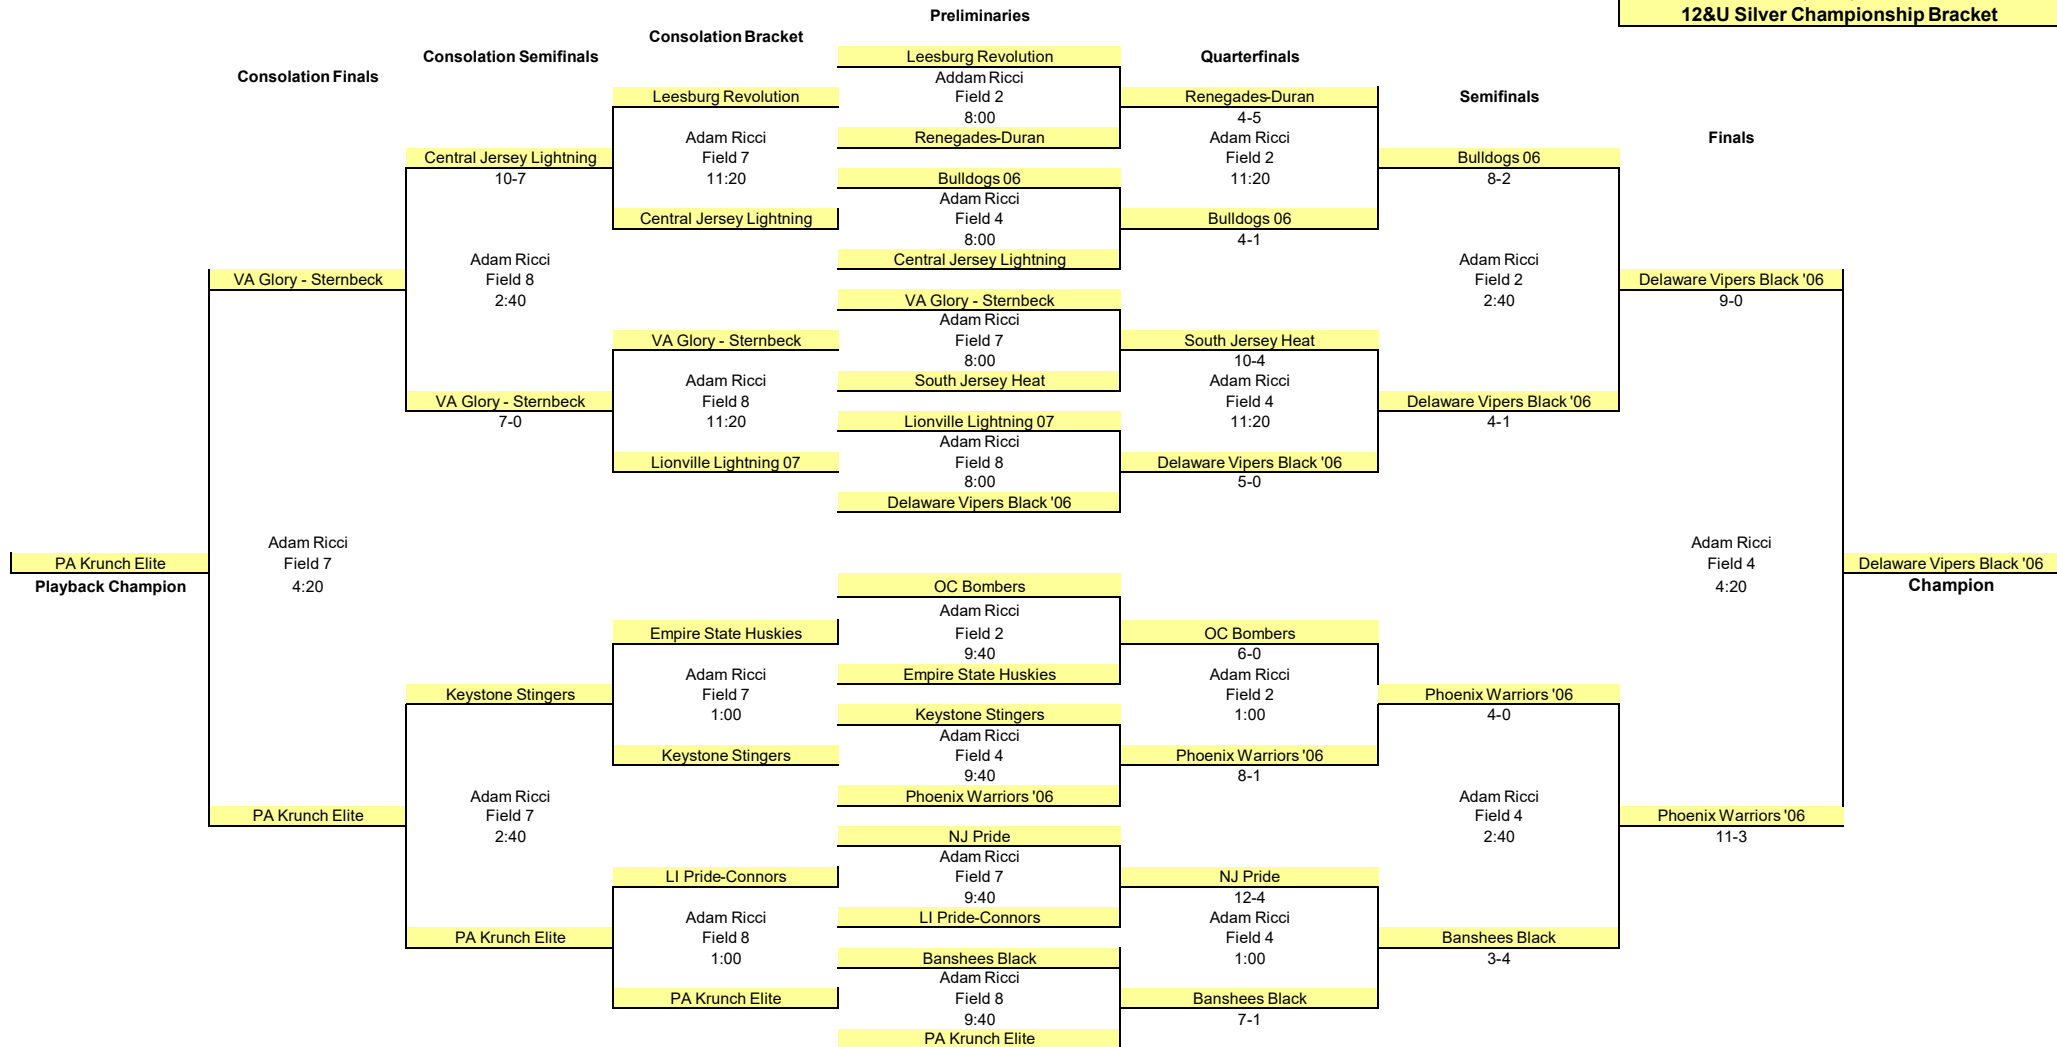 12&U Silver Championship Bracket
Preliminaries
Consolation Bracket
Consolation Semifinals
Quarterfinals
Consolation Finals
Semifinals
Finals
Leesburg Revolution
Addam Ricci
Field 2
8:00
Renegades-Duran
Bulldogs 06
Adam Ricci
Field 4
8:00
Central Jersey Lightning
VA Glory - Sternbeck
Adam Ricci
Field 7
8:00
South Jersey Heat
Lionville Lightning 07
Adam Ricci
Field 8
8:00
Delaware Vipers Black '06
OC Bombers
Adam Ricci
Field 2
9:40
Empire State Huskies
Keystone Stingers
Adam Ricci
Field 4
9:40
Phoenix Warriors '06
NJ Pride
Adam Ricci
Field 7
9:40
LI Pride-Connors
Banshees Black
Adam Ricci
Field 8
9:40
PA Krunch Elite
Leesburg Revolution
Adam Ricci
Field 7
11:20
Central Jersey Lightning
VA Glory - Sternbeck
Adam Ricci
Field 8
11:20
Lionville Lightning 07
Empire State Huskies
Adam Ricci
Field 7
1:00
Keystone Stingers
LI Pride-Connors
Adam Ricci
Field 8
1:00
PA Krunch Elite
Central Jersey Lightning
10-7
Adam Ricci
Field 8
2:40
VA Glory - Sternbeck
7-0
Keystone Stingers
Adam Ricci
Field 7
2:40
PA Krunch Elite
VA Glory - Sternbeck
Adam Ricci
Field 7
4:20
PA Krunch Elite
PA Krunch Elite
Playback Champion
Renegades-Duran
4-5
Adam Ricci
Field 2
11:20
Bulldogs 06
4-1
South Jersey Heat
10-4
Adam Ricci
Field 4
11:20
Delaware Vipers Black '06
5-0
OC Bombers
6-0
Adam Ricci
Field 2
1:00
Phoenix Warriors '06
8-1
NJ Pride
12-4
Adam Ricci
Field 4
1:00
Banshees Black
7-1
Bulldogs 06
8-2
Adam Ricci
Field 2
2:40
Delaware Vipers Black '06
4-1
Phoenix Warriors '06
4-0
Adam Ricci
Field 4
2:40
Banshees Black
3-4
Delaware Vipers Black '06
9-0
Adam Ricci
Field 4
4:20
Phoenix Warriors '06
11-3
Delaware Vipers Black '06
Champion